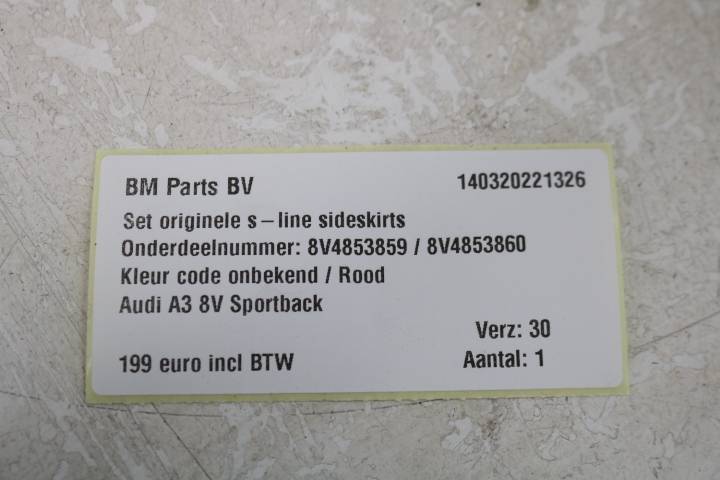 BM Parts BV 140320221326
Set originele s-line sideskirts
Onderdeelnummer: 8V4853859 / 8V4853860
Kleur code onbekend / Rood
Audi A3 8V Sportback
Verz: 30
199 euro incl BTW Aantal: 1